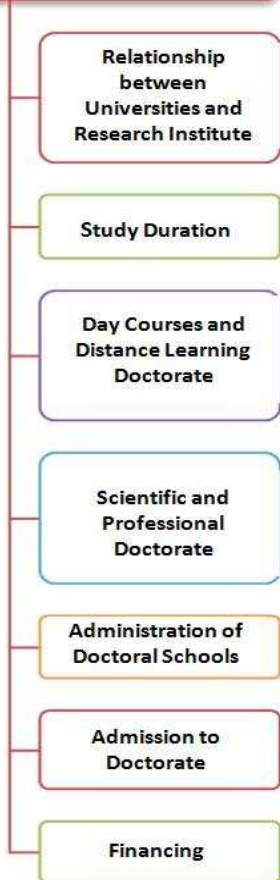 Relationship
between
Universities and
Research Institute
Study Duration
Day Courses and
Distance Learning
Doctorate
Scientific and
Professional
Doctorate
Administration of
Doctoral Schools
Admission to
Doctorate
Financing